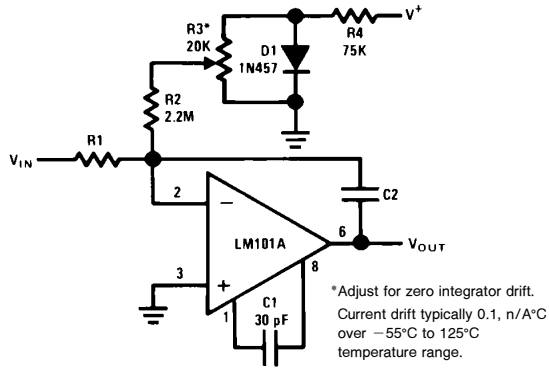 V+
R3*
20K
R4
75K
D1
1N457
R2
2.2M
R1
VIN
2
C2
LM101A
6
VOUT
8
3
C1
30 pF
1
*Adjust for zero integrator drift.
Current drift typically 0.1, n/A°C
over −55°C to 125°C
temperature range.